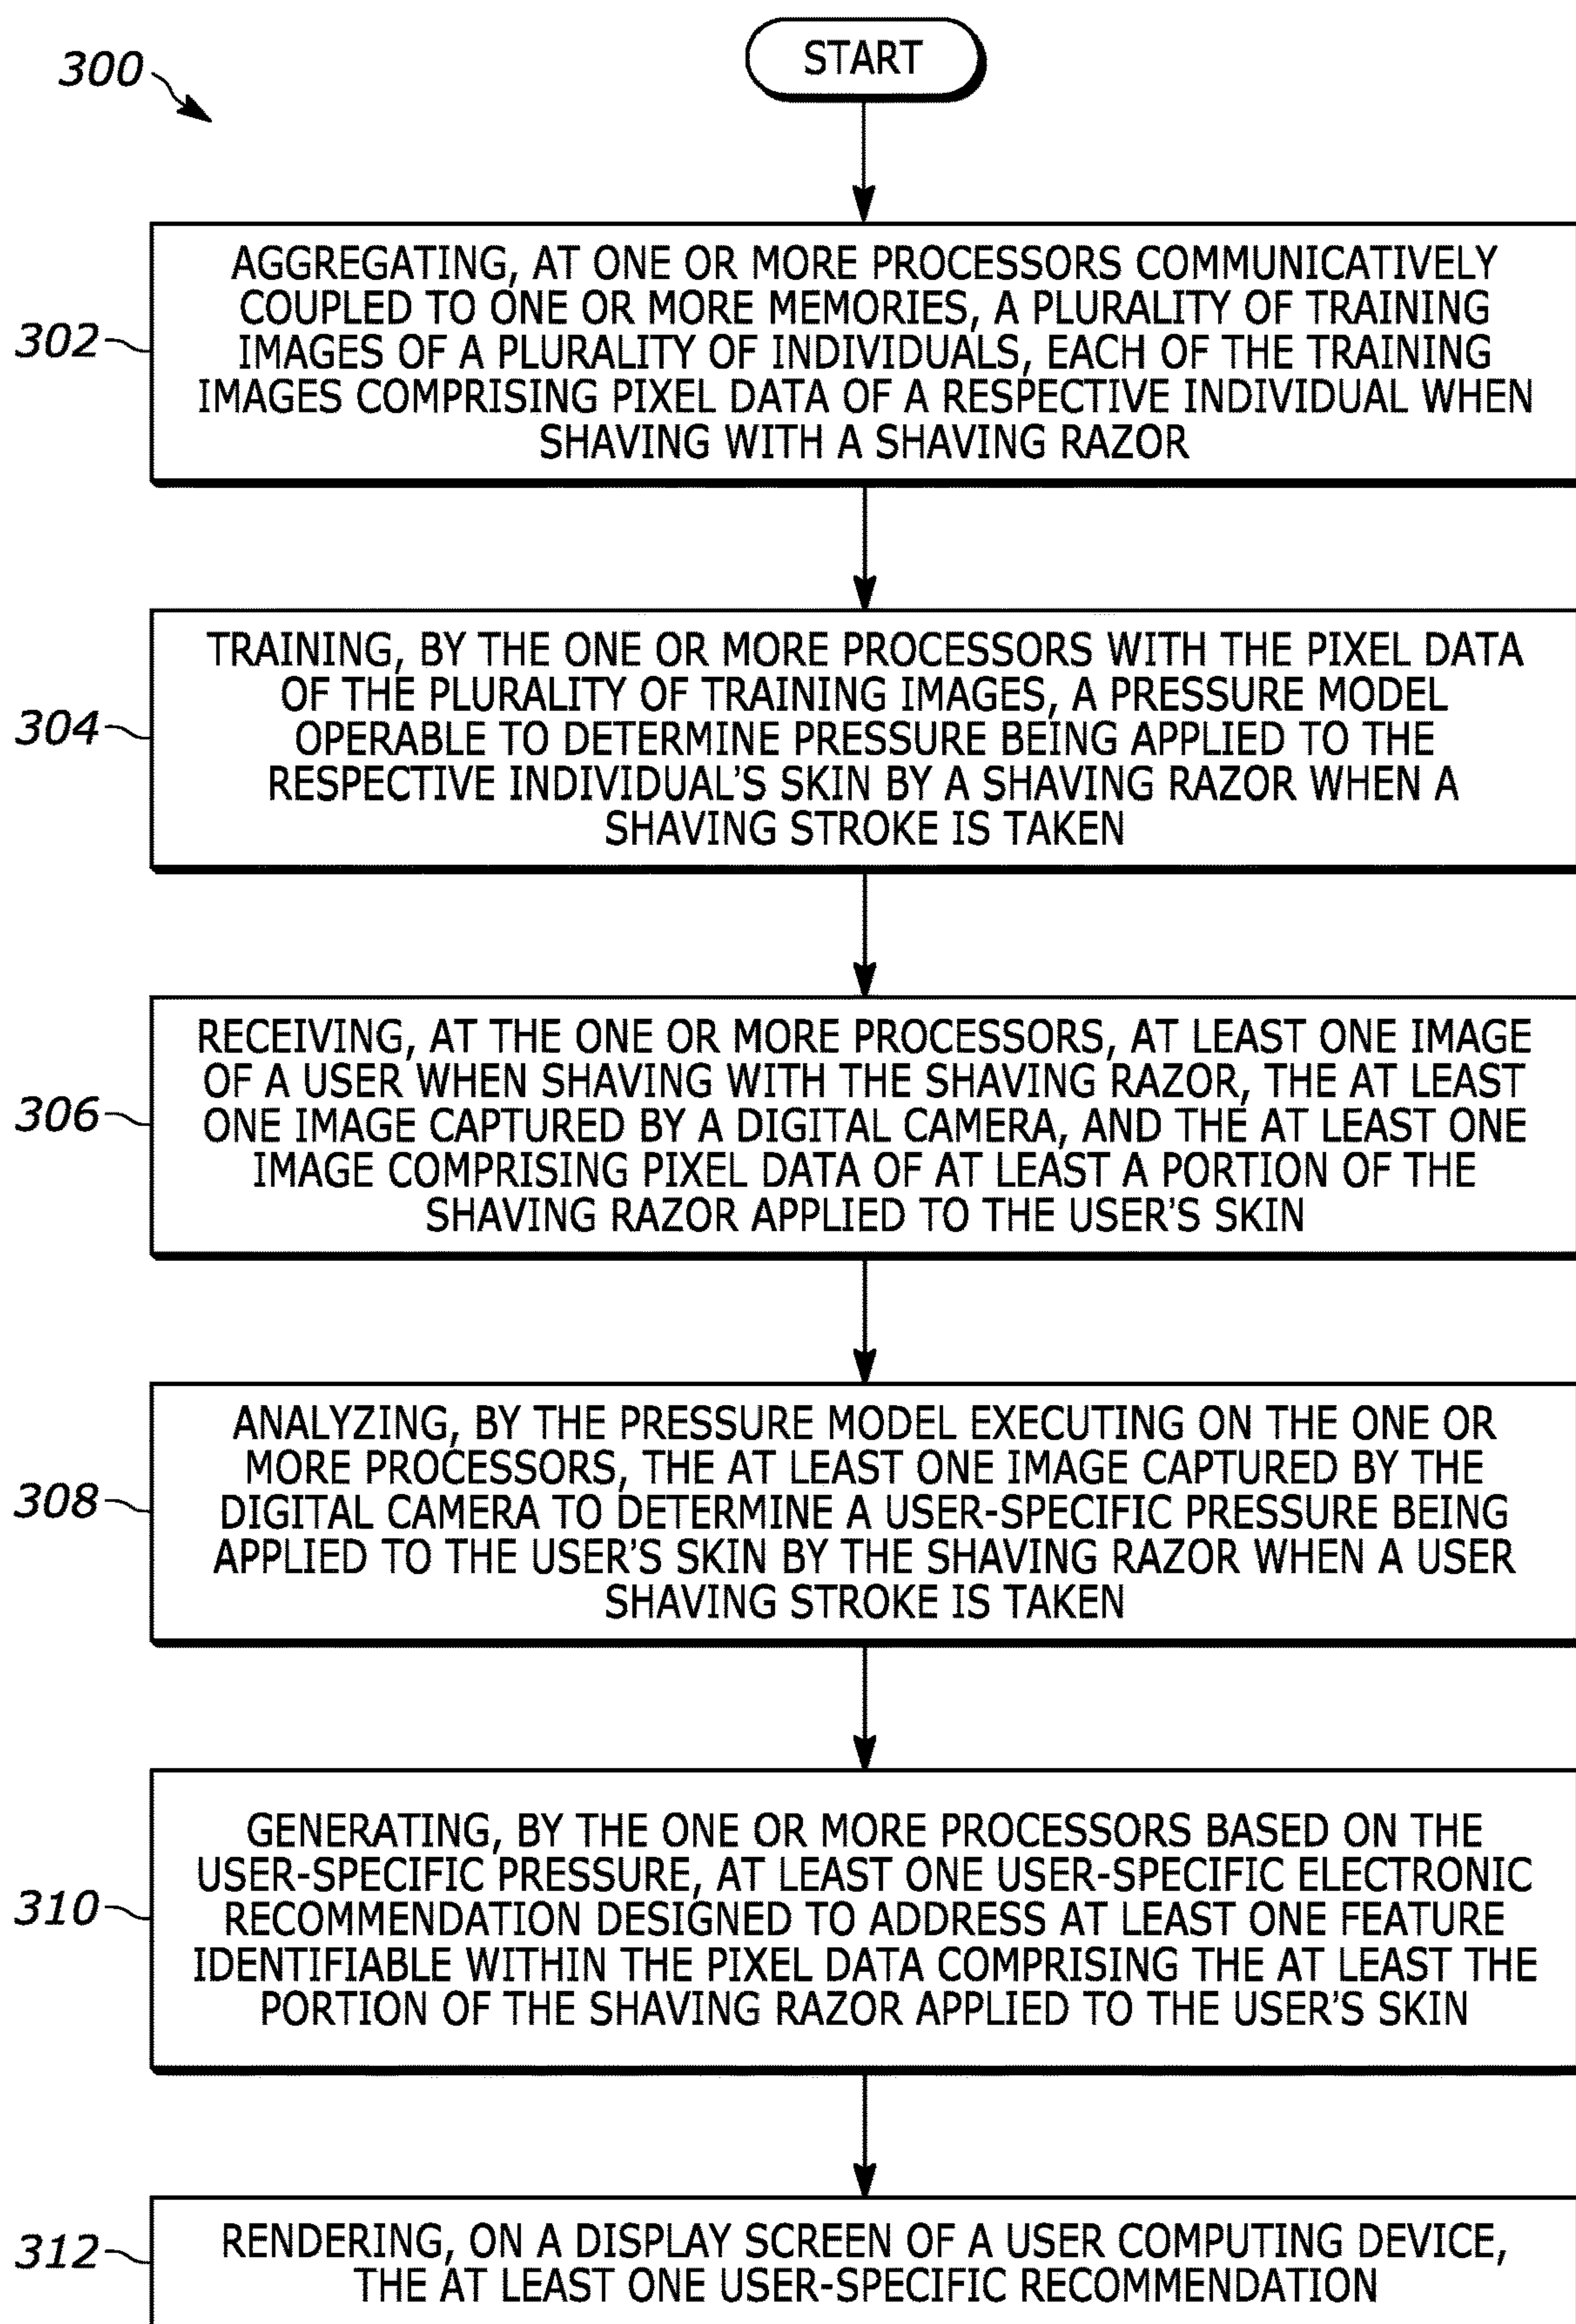 300
START
302
AGGREGATING, AT ONE OR MORE PROCESSORS COMMUNICATIVELY
COUPLED TO ONE OR MORE MEMORIES, A PLURALITY OF TRAINING
IMAGES OF A PLURALITY OF INDIVIDUALS, EACH OF THE TRAINING
IMAGES COMPRISING PIXEL DATA OF A RESPECTIVE INDIVIDUAL WHEN
SHAVING WITH A SHAVING RAZOR
304
TRAINING, BY THE ONE OR MORE PROCESSORS WITH THE PIXEL DATA
OF THE PLURALITY OF TRAINING IMAGES, A PRESSURE MODEL
OPERABLE TO DETERMINE PRESSURE BEING APPLIED TO THE
RESPECTIVE INDIVIDUAL'S SKIN BY A SHAVING RAZOR WHEN A
SHAVING STROKE IS TAKEN
306
RECEIVING, AT THE ONE OR MORE PROCESSORS, AT LEAST ONE IMAGE
OF A USER WHEN SHAVING WITH THE SHAVING RAZOR, THE AT LEAST
ONE IMAGE CAPTURED BY A DIGITAL CAMERA, AND THE AT LEAST ONE
IMAGE COMPRISING PIXEL DATA OF AT LEAST A PORTION OF THE
SHAVING RAZOR APPLIED TO THE USER'S SKIN
308
ANALYZING, BY THE PRESSURE MODEL EXECUTING ON THE ONE OR
MORE PROCESSORS, THE AT LEAST ONE IMAGE CAPTURED BY THE
DIGITAL CAMERA TO DETERMINE A USER-SPECIFIC PRESSURE BEING
APPLIED TO THE USER'S SKIN BY THE SHAVING RAZOR WHEN A USER
SHAVING STROKE IS TAKEN
310
GENERATING, BY THE ONE OR MORE PROCESSORS BASED ON THE
USER-SPECIFIC PRESSURE, AT LEAST ONE USER-SPECIFIC ELECTRONIC
RECOMMENDATION DESIGNED TO ADDRESS AT LEAST ONE FEATURE
IDENTIFIABLE WITHIN THE PIXEL DATA COMPRISING THE AT LEAST THE
PORTION OF THE SHAVING RAZOR APPLIED TO THE USER'S SKIN
312
RENDERING, ON A DISPLAY SCREEN OF A USER COMPUTING DEVICE,
THE AT LEAST ONE USER-SPECIFIC RECOMMENDATION